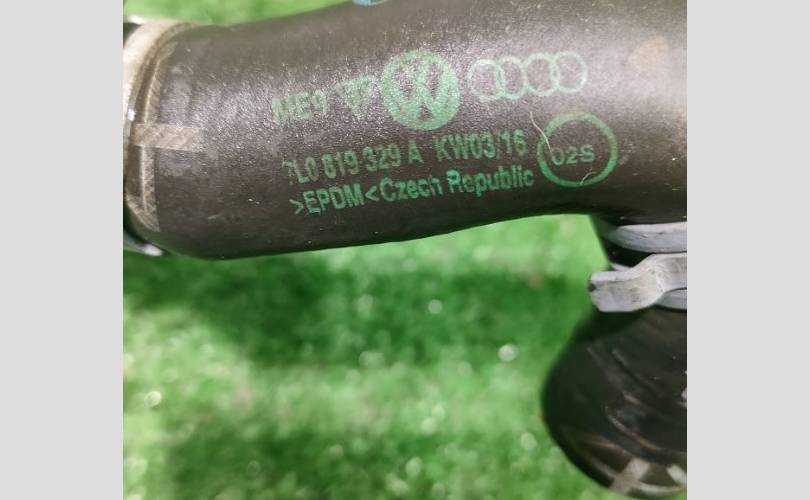 ME9
7L0 819 329 A KW03/16
>EPDM<Czech Republic
02S